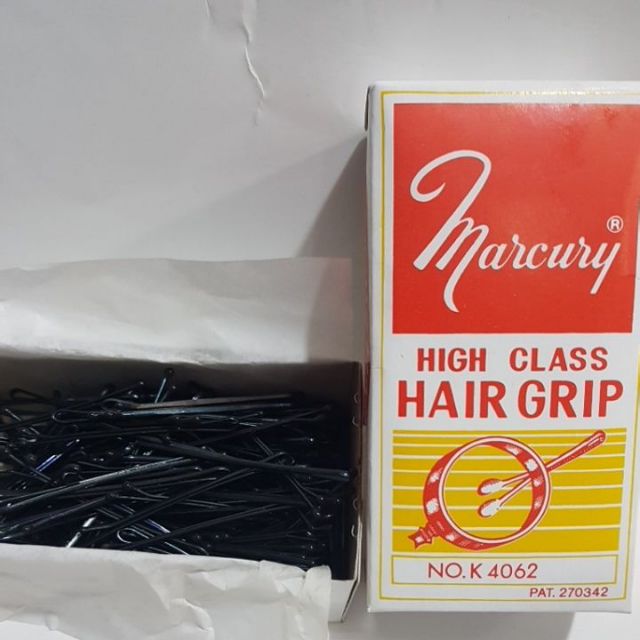 Marcury®
HIGH CLASS
HAIR GRIP
NO. K 4062
PAT. 270342